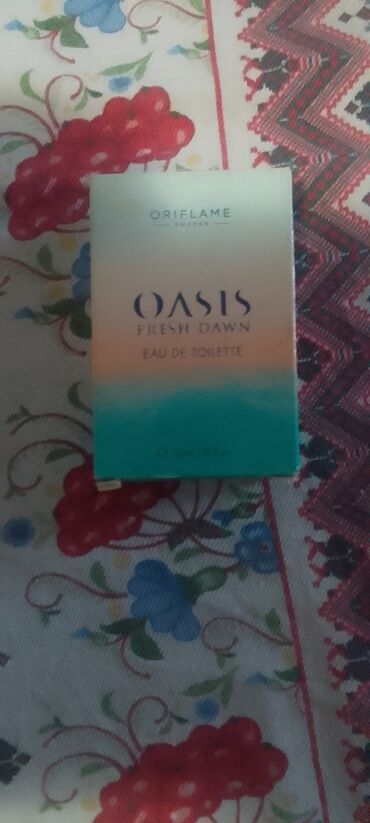 ORIFLAME
SWEDEN
OASIS
FRESH DAWN
EAU DE TOILETTE